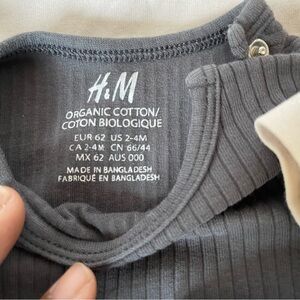 H&M
ORGANIC COTTON/
COTON BIOLOGIQUE
EUR 62 US 2-4M
CA 2-4M CN 66/44
MX 62 AUS 000
MADE IN BANGLADESH
FABRIQUÉ EN BANGLADESH